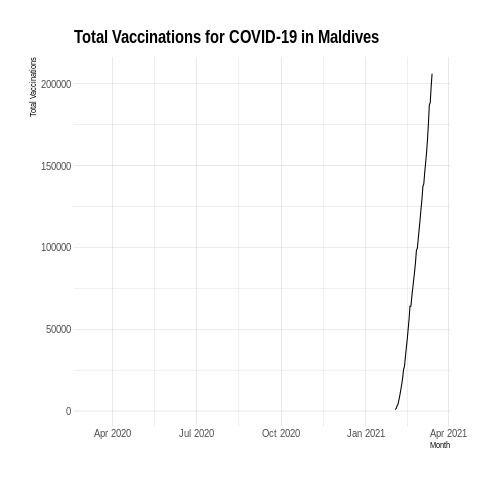 Total Vaccinations for COVID-19 in Maldives
Total Vaccinations
200000
150000
100000
50000
0
Apr 2020 Jul 2020 Oct 2020 Jan 2021 Apr 2021
Month